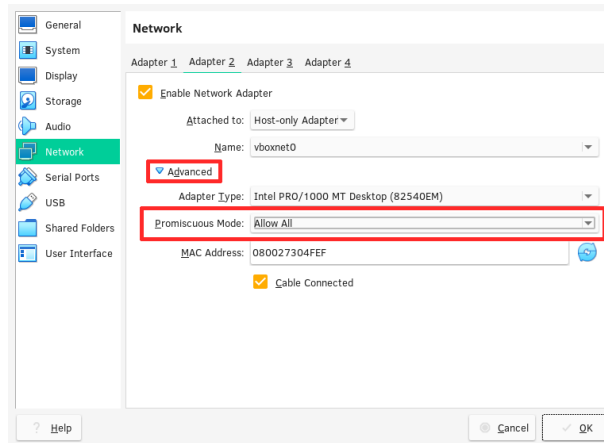 General
System
Display
Storage
Audio
Network
Serial Ports
USB
Shared Folders
User Interface
Network
Adapter 1 Adapter 2 Adapter 3 Adapter 4
Enable Network Adapter
Attached to: Host-only Adapter
Name: vboxnet0
Advanced
Adapter Type: Intel PRO/1000 MT Desktop (82540EM)
Promiscuous Mode: Allow All
MAC Address: 080027304FEF
Cable Connected
? Help Cancel OK